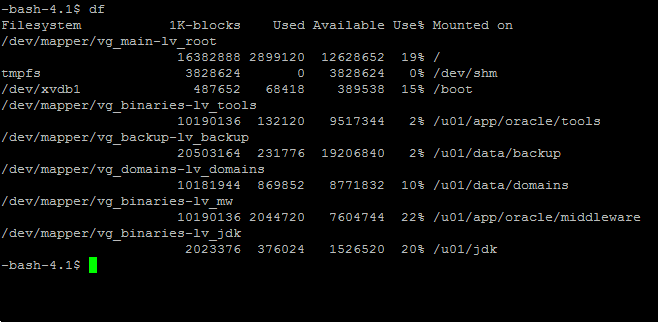 -bash-4.1$ df
Filesystem           1K-blocks    Used Available Use% Mounted on
/dev/mapper/vg_main-lv_root
                      16382888 2899120  12628652  19% /
tmpfs                  3828624       0   3828624   0% /dev/shm
/dev/xvdb1              487652   68418    389538  15% /boot
/dev/mapper/vg_binaries-lv_tools
                      10190136  132120   9517344   2% /u01/app/oracle/tools
/dev/mapper/vg_backup-lv_backup
                      20503164  231776  19206840   2% /u01/data/backup
/dev/mapper/vg_domains-lv_domains
                      10181944  869852   8771832  10% /u01/data/domains
/dev/mapper/vg_binaries-lv_mw
                      10190136 2044720   7604744  22% /u01/app/oracle/middleware
/dev/mapper/vg_binaries-lv_jdk
                       2023376  376024   1526520  20% /u01/jdk
-bash-4.1$